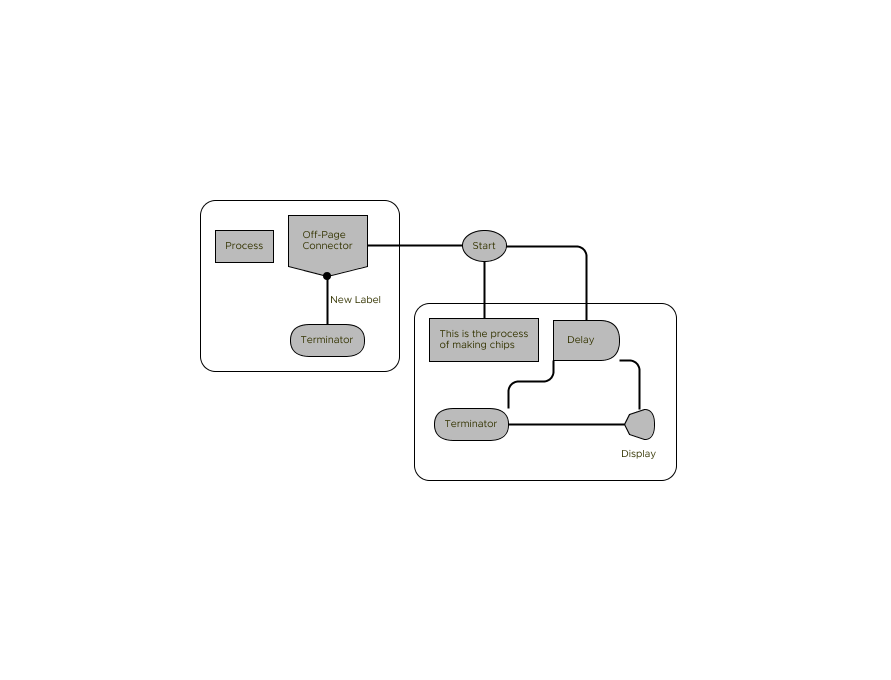 Process
Off-Page
Connector
New Label
Terminator
Start
This is the process
of making chips
Delay
Terminator
Display